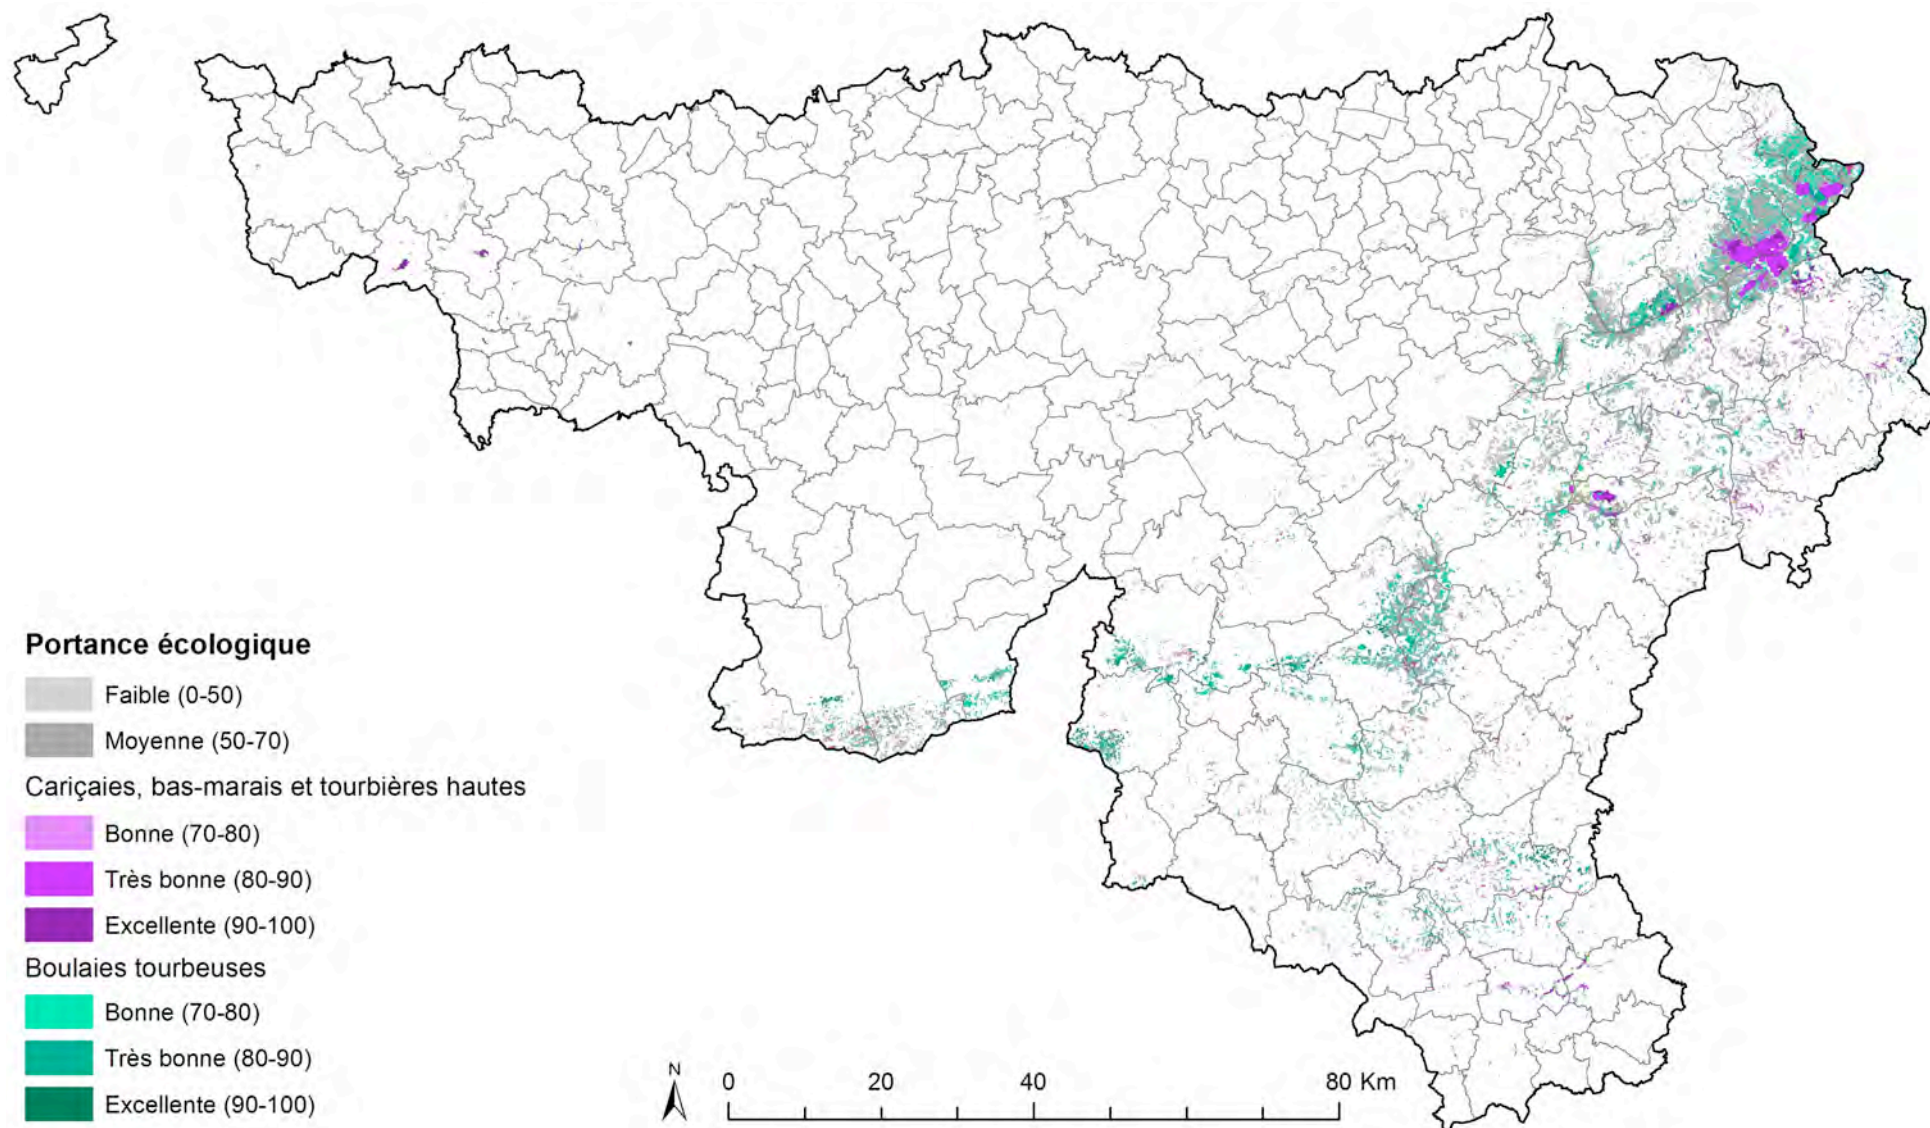 Portance écologique
Faible (0-50)
Moyenne (50-70)
Cariçaies, bas-marais et tourbières hautes
Bonne (70-80)
Très bonne (80-90)
Excellente (90-100)
Boulaies tourbeuses
Bonne (70-80)
Très bonne (80-90)
Excellente (90-100)
N
0 20 40 80 Km